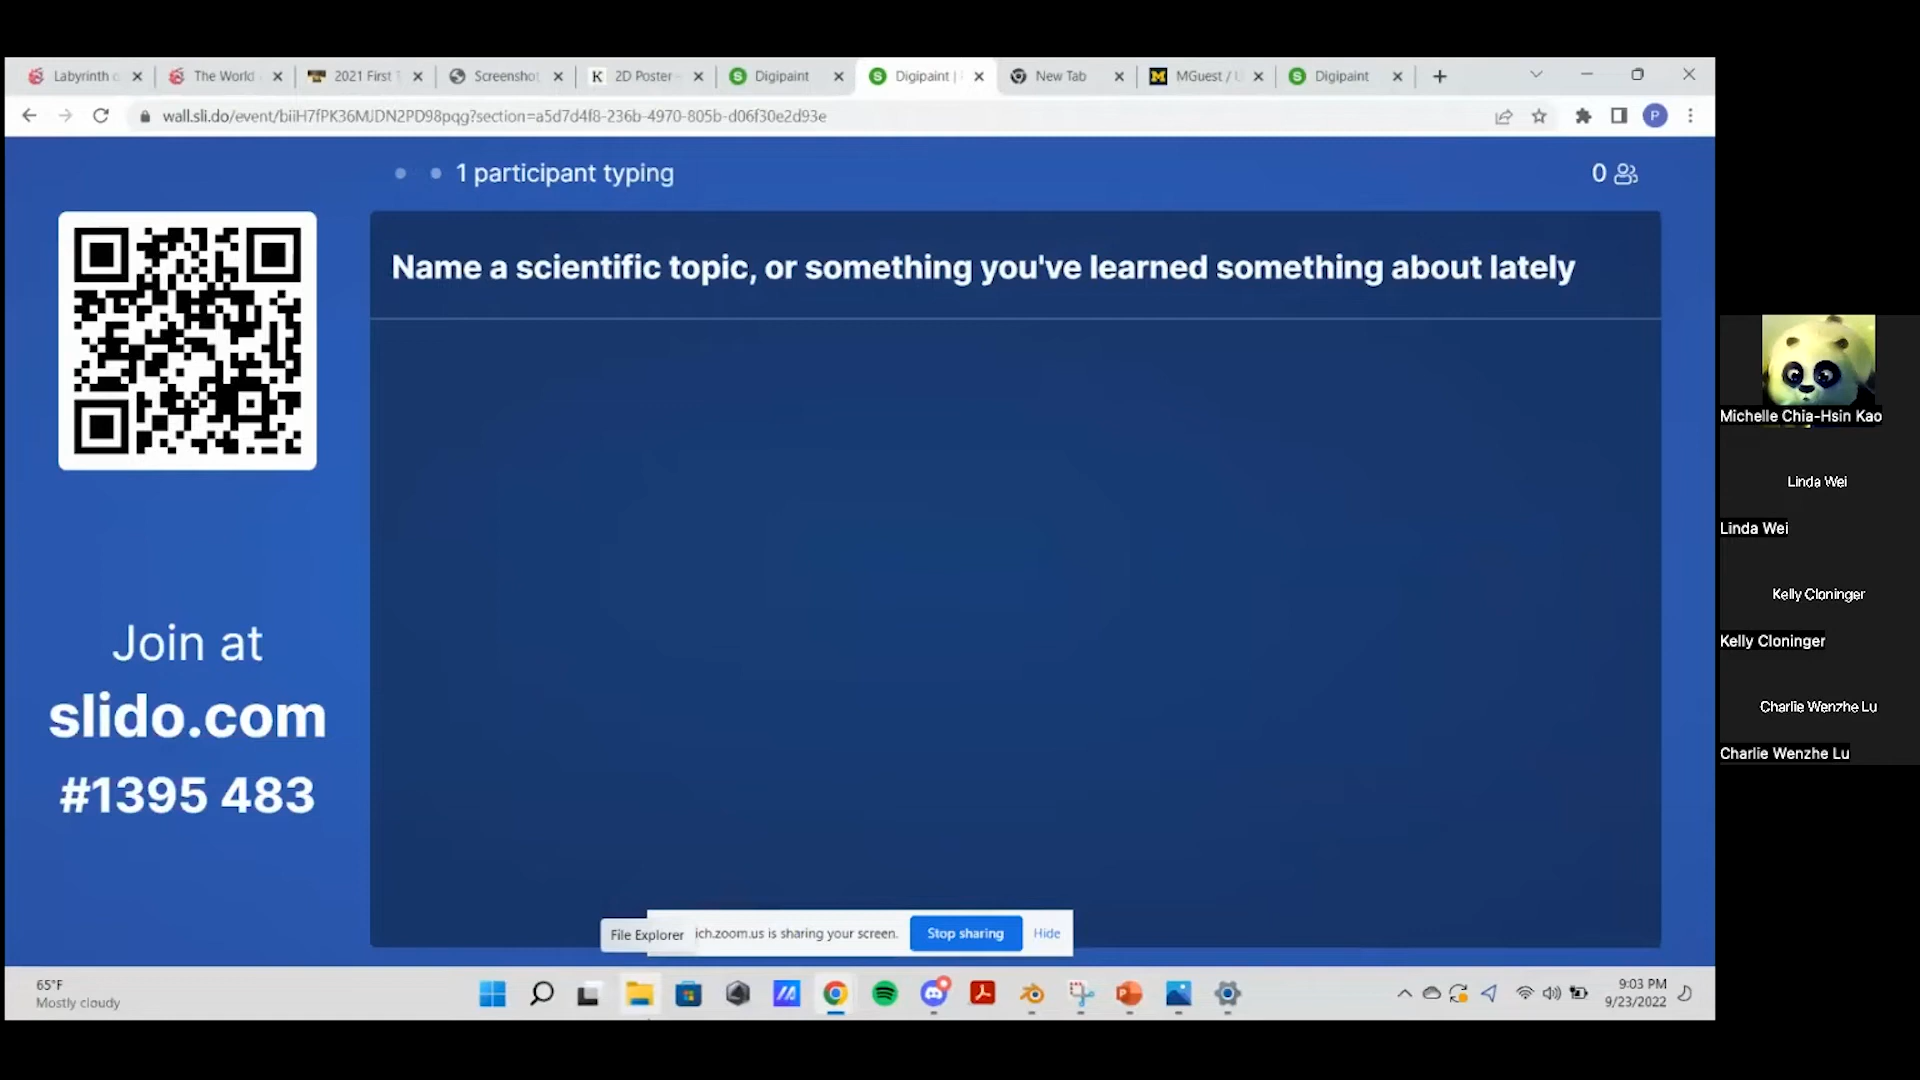 Labyrinth o
The World
2021 First T
Screenshot
K
2D Poster
Digipaint
Digipaint |
New Tab
MGuest / U
Digipaint
wall.sli.do/event/biiH7fPK36MJDN2PD98pqg?section=a5d7d4f8-236b-4970-805b-d06f30e2d93e
P
1 participant typing
0
Name a scientific topic, or something you've learned something about lately
Join at
slido.com
#1395 483
Michelle Chia-Hsin Kao
Linda Wei
Linda Wei
Kelly Cloninger
Kelly Cloninger
Charlie Wenzhe Lu
Charlie Wenzhe Lu
File Explorer
ich.zoom.us is sharing your screen.
Stop sharing
Hide
65°F
Mostly cloudy
9:03 PM
9/23/2022